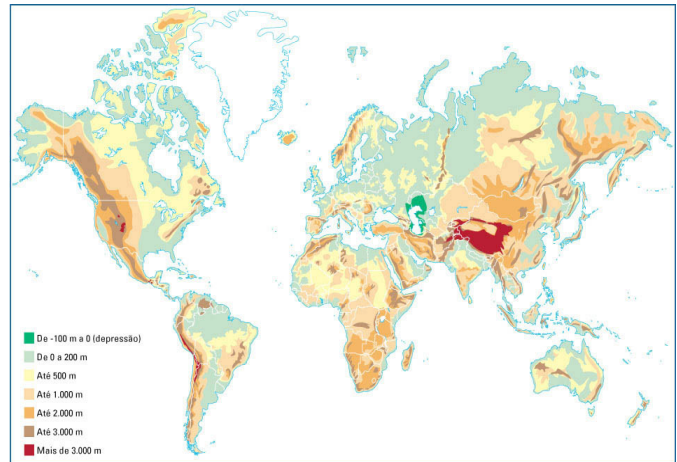 De -100 m a 0 (depressão)
De 0 a 200 m
Até 500 m
Até 1.000 m
Até 2.000 m
Até 3.000 m
Mais de 3.000 m